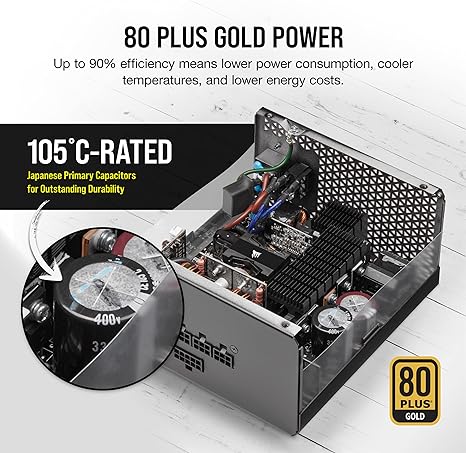 80 PLUS GOLD POWER
Up to 90% efficiency means lower power consumption, cooler
temperatures, and lower energy costs.
105°C-RATED
Japanese Primary Capacitors
for Outstanding Durability
400V
80
PLUS®
GOLD